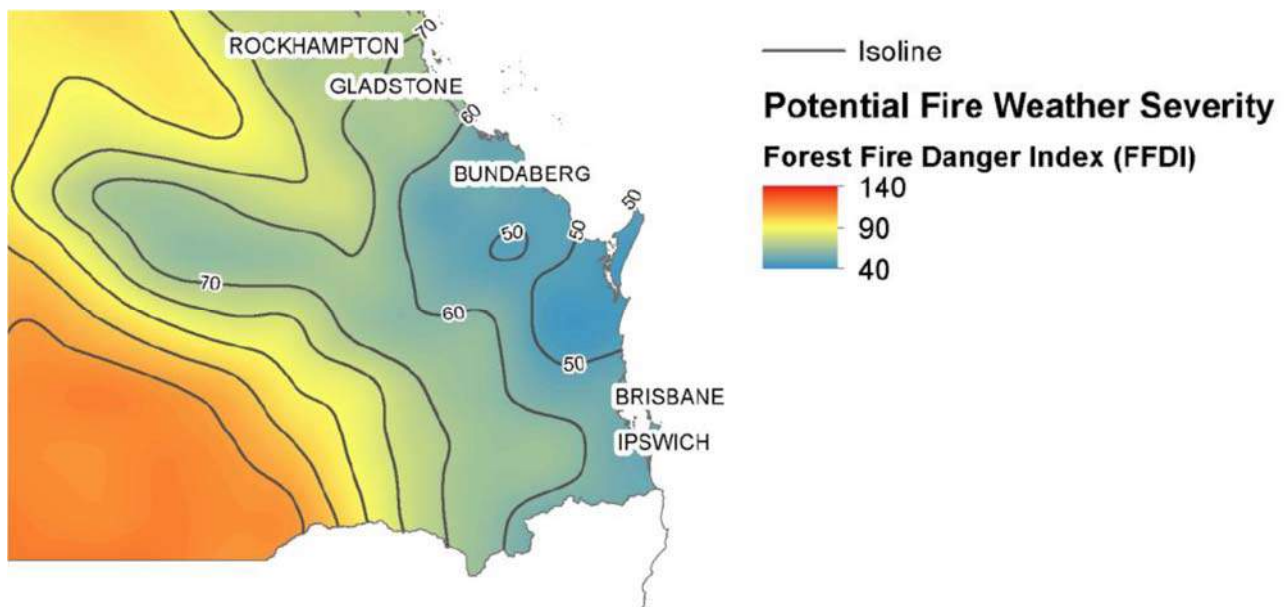 70
ROCKHAMPTON
GLADSTONE
60
BUNDABERG
50
50
50
70
60
50
BRISBANE
IPSWICH
Isoline
Potential Fire Weather Severity
Forest Fire Danger Index (FFDI)
140
90
40